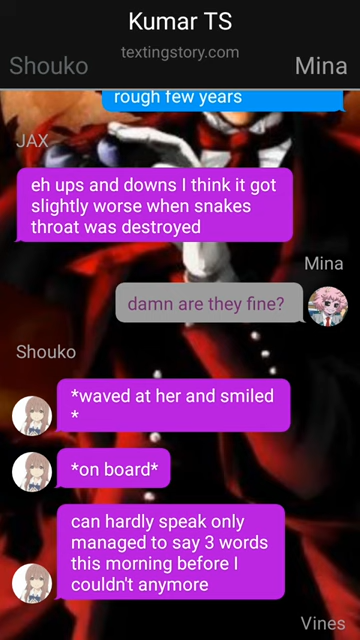 Kumar TS
textingstory.com
Shouko
Mina
rough few years
JAX
eh ups and downs I think it got
slightly worse when snakes
throat was destroyed
Mina
damn are they fine?
Shouko
*waved at her and smiled
*
*on board*
can hardly speak only
managed to say 3 words
this morning before I
couldn't anymore
Vines